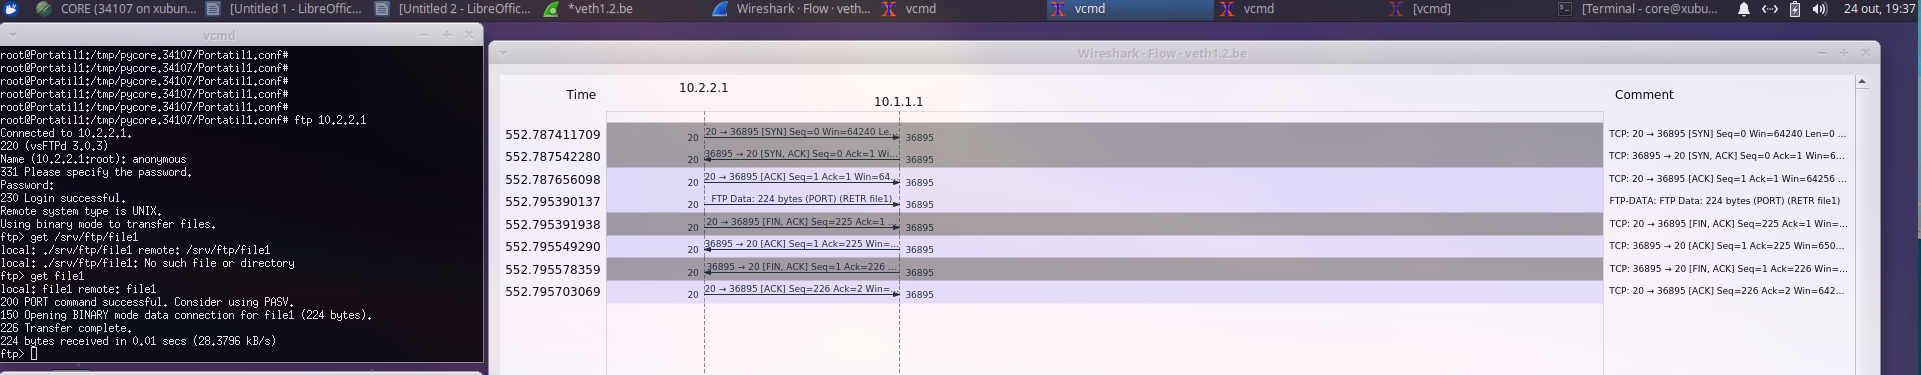 CORE (34107 on xubun...
[Untitled] - LibreOffic...
[Untitled 1 - LibreOffic...
*veth1.2.be
Wireshark · Flow · veth...
vcmd
vcmd
vcmd
[vcmd]
[Terminal - core@xubu...
24 out, 19:37
vcmd
root@Portatil1:/tmp/pycore.34107/Portatil1.conf#
root@Portatil1:/tmp/pycore.34107/Portatil1.conf#
root@Portatil1:/tmp/pycore.34107/Portatil1.conf#
root@Portatil1:/tmp/pycore.34107/Portatil1.conf#
root@Portatil1:/tmp/pycore.34107/Portatil1.conf#
root@Portatil1:/tmp/pycore.34107/Portatil1.conf# ftp 10.2.2.1
Connected to 10.2.2.1.
220 (vsFTPd 3.0.3)
Name (10.2.2.1:root): anonymous
331 Please specify the password.
Password:
230 Login successful.
Remote system type is UNIX.
Using binary mode to transfer files.
ftp> get /srv/ftp/file1
local: ./srv/ftp/file1 remote: /srv/ftp/file1
local: ./srv/ftp/file1: No such file or directory
ftp> get file1
local: file1 remote: file1
200 PORT command successful. Consider using PASV.
150 Opening BINARY mode data connection for file1 (224 bytes).
226 Transfer complete.
224 bytes received in 0.01 secs (28.3796 kB/s)
ftp>
Wireshark · Flow · veth1.2.be
Time
10.2.2.1
10.1.1.1
Comment
552.787411709 20 20 → 36895 [SYN] Seq=0 Win=64240 Le... 36895 TCP: 20 → 36895 [SYN] Seq=0 Win=64240 Len=0 ...
552.787542280 20 36895 → 20 [SYN, ACK] Seq=0 Ack=1 Wi... 36895 TCP: 36895 → 20 [SYN, ACK] Seq=0 Ack=1 Win=6...
552.787656098 20 20 → 36895 [ACK] Seq=1 Ack=1 Win=64... 36895 TCP: 20 → 36895 [ACK] Seq=1 Ack=1 Win=64256 ...
552.795390137 20 FTP Data: 224 bytes (PORT) (RETR file1) 36895 FTP-DATA: FTP Data: 224 bytes (PORT) (RETR file1)
552.795391938 20 20 → 36895 [FIN, ACK] Seq=225 Ack=1 ... 36895 TCP: 20 → 36895 [FIN, ACK] Seq=225 Ack=1 Win=...
552.795549290 20 36895 → 20 [ACK] Seq=1 Ack=225 Win=... 36895 TCP: 36895 → 20 [ACK] Seq=1 Ack=225 Win=650...
552.795578359 20 36895 → 20 [FIN, ACK] Seq=1 Ack=226 ... 36895 TCP: 36895 → 20 [FIN, ACK] Seq=1 Ack=226 Win=...
552.795703069 20 20 → 36895 [ACK] Seq=226 Ack=2 Win=... 36895 TCP: 20 → 36895 [ACK] Seq=226 Ack=2 Win=642...